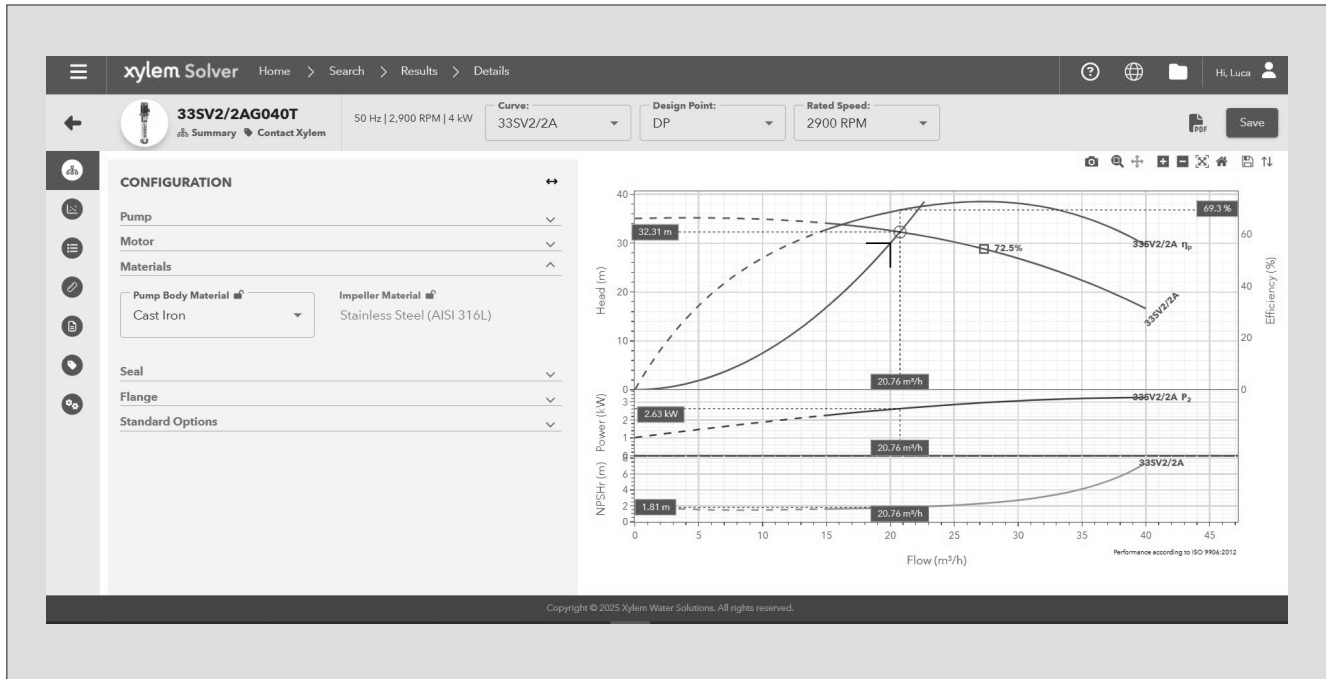 xylem Solver Home > Search > Results > Details
Hi, Luca
33SV2/2AG040T
Summary Contact Xylem
50 Hz | 2,900 RPM | 4 kW
Curve:
33SV2/2A
Design Point:
DP
Rated Speed:
2900 RPM
PDF
Save
CONFIGURATION
Pump
Motor
Materials
Pump Body Material
Cast Iron
Impeller Material
Stainless Steel (AISI 316L)
Seal
Flange
Standard Options
Head (m)
40
30
20
10
0
32.31 m
69.3 %
72.5%
33SV2/2A ηp
33SV2/2A
20.76 m³/h
Efficiency (%)
60
40
20
0
Power (kW)
3
2
1
0
2.63 kW
33SV2/2A P₂
20.76 m³/h
NPSHr (m)
8
6
4
2
0
1.81 m
33SV2/2A
20.76 m³/h
0 5 10 15 20 25 30 35 40 45
Flow (m³/h)
Performance according to ISO 9906:2012
Copyright © 2025 Xylem Water Solutions. All rights reserved.